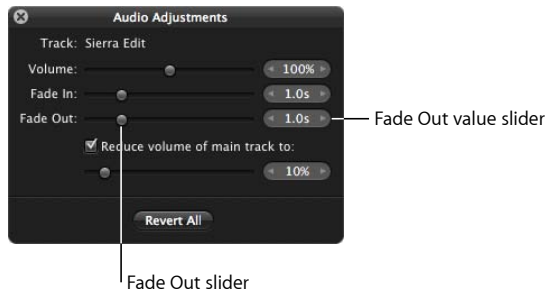 Audio Adjustments
Track: Sierra Edit
Volume: 100%
Fade In: 1.0s
Fade Out: 1.0s
Fade Out value slider
Reduce volume of main track to:
10%
Revert All
Fade Out slider